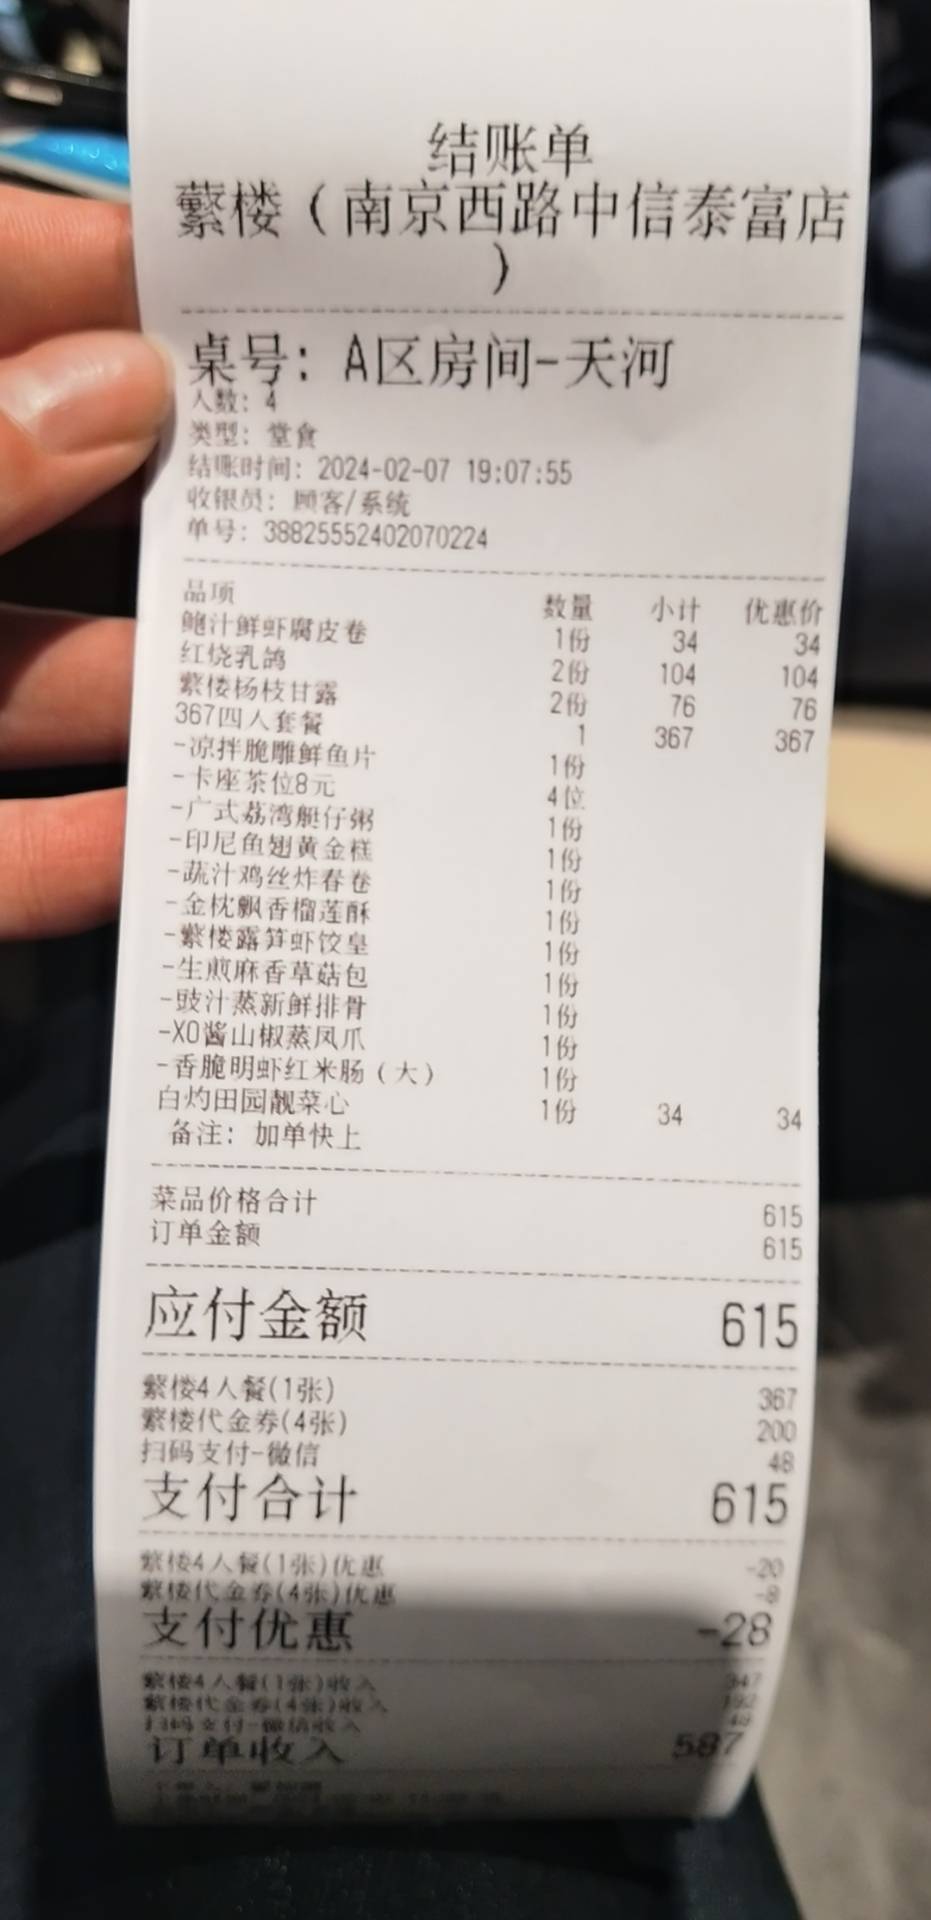 结账单
蘩楼（南京西路中信泰富店
）
桌号：A区房间-天河
人数：4
类型：堂食
结账时间：2024-02-07 19:07:55
收银员：顾客/系统
单号：38825552402070224
品项 数量 小计 优惠价
鲍汁鲜虾腐皮卷 1份 34 34
红烧乳鸽 2份 104 104
蘩楼杨枝甘露 2份 76 76
367四人套餐 1 367 367
-凉拌脆雕鲜鱼片 1份
-卡座茶位8元 4位
-广式荔湾艇仔粥 1份
-印尼鱼翅黄金糕 1份
-蔬汁鸡丝炸春卷 1份
-金枕飘香榴莲酥 1份
-蘩楼露笋虾饺皇 1份
-生煎麻香草菇包 1份
-豉汁蒸新鲜排骨 1份
-XO酱山椒蒸凤爪 1份
-香脆明虾红米肠（大） 1份
白灼田园靓菜心 1份 34 34
备注：加单快上
菜品价格合计 615
订单金额 615
应付金额 615
蘩楼4人餐(1张) 367
蘩楼代金券(4张) 200
扫码支付-微信 48
支付合计 615
蘩楼4人餐(1张)优惠 -20
蘩楼代金券(4张)优惠 -8
支付优惠 -28
蘩楼4人餐(1张)收入 347
蘩楼代金券(4张)收入 192
扫码支付-微信收入 48
订单收入 587